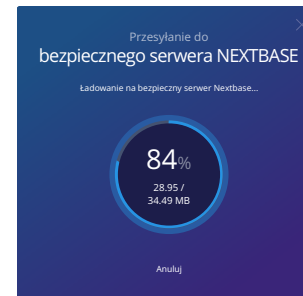 Przesyłanie do
bezpiecznego serwera NEXTBASE
Ładowanie na bezpieczny serwer Nextbase...
84%
28.95 /
34.49 MB
Anuluj